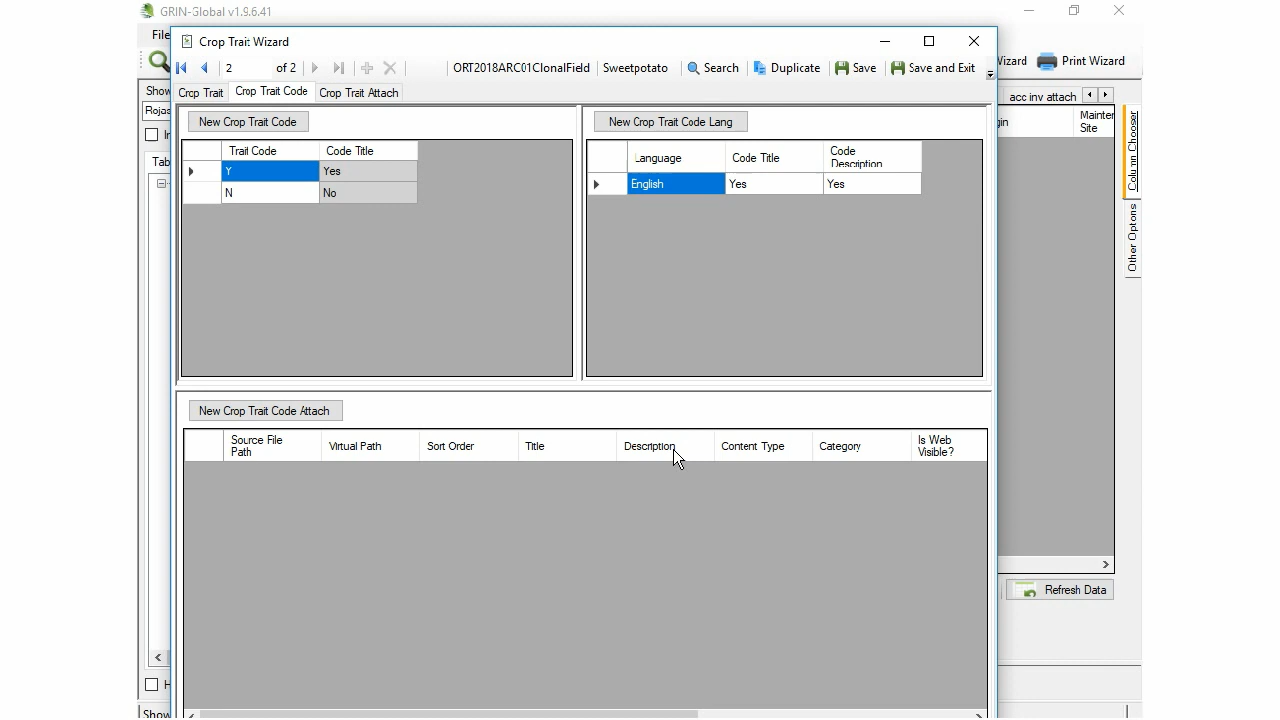 GRIN-Global v1.9.6.41
File
Crop Trait Wizard
2 of 2 ORT2018ARC01ClonalField Sweetpotato Search Duplicate Save Save and Exit
Wizard Print Wizard
Show
Crop Trait Crop Trait Code Crop Trait Attach
acc inv attach
Rojas
New Crop Trait Code
New Crop Trait Code Lang
Mainten
Site
Trait Code Code Title
Y Yes
N No
Language Code Title Code Description
English Yes Yes
Column Chooser
Other Options
Tab
New Crop Trait Code Attach
Source File Path Virtual Path Sort Order Title Description Content Type Category Is Web Visible?
Refresh Data
H
Show